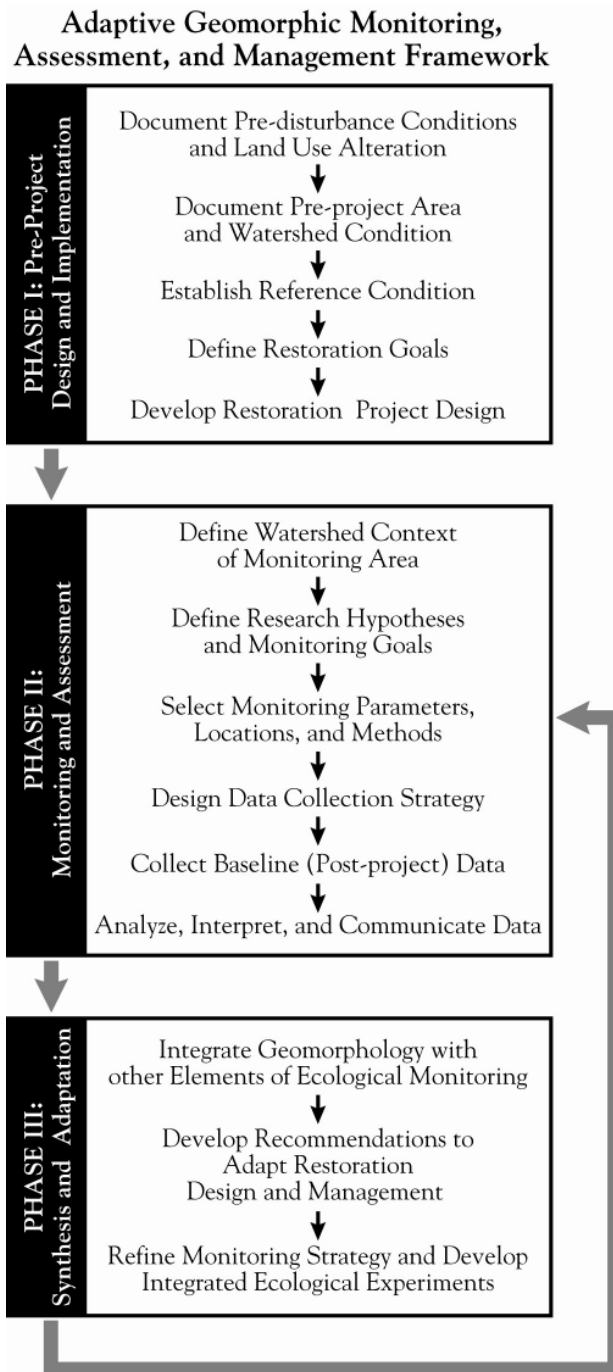 Adaptive Geomorphic Monitoring,
Assessment, and Management Framework
PHASE I: Pre-Project
Design and Implementation
Document Pre-disturbance Conditions
and Land Use Alteration
Document Pre-project Area
and Watershed Condition
Establish Reference Condition
Define Restoration Goals
Develop Restoration Project Design
PHASE II:
Monitoring and Assessment
Define Watershed Context
of Monitoring Area
Define Research Hypotheses
and Monitoring Goals
Select Monitoring Parameters,
Locations, and Methods
Design Data Collection Strategy
Collect Baseline (Post-project) Data
Analyze, Interpret, and Communicate Data
PHASE III:
Synthesis and Adaptation
Integrate Geomorphology with
other Elements of Ecological Monitoring
Develop Recommendations to
Adapt Restoration
Design and Management
Refine Monitoring Strategy and Develop
Integrated Ecological Experiments